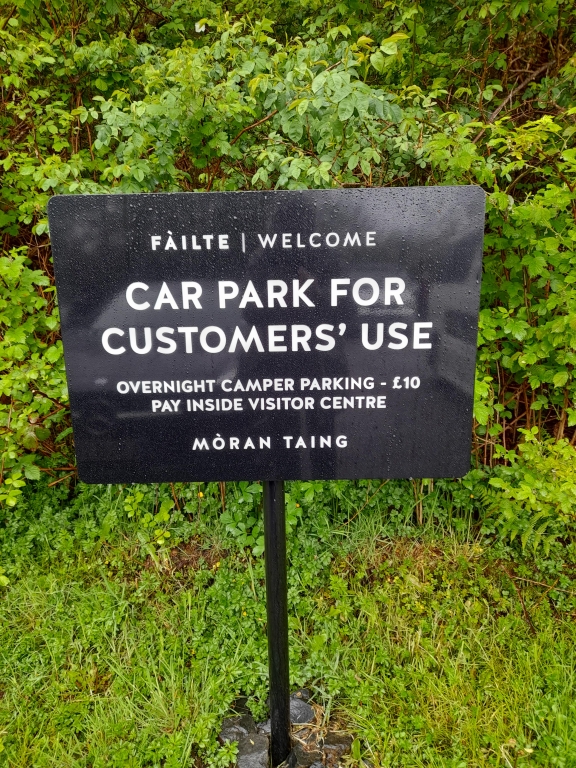 FÀILTE | WELCOME
CAR PARK FOR
CUSTOMERS’ USE
OVERNIGHT CAMPER PARKING - £10
PAY INSIDE VISITOR CENTRE
MÒRAN TAING